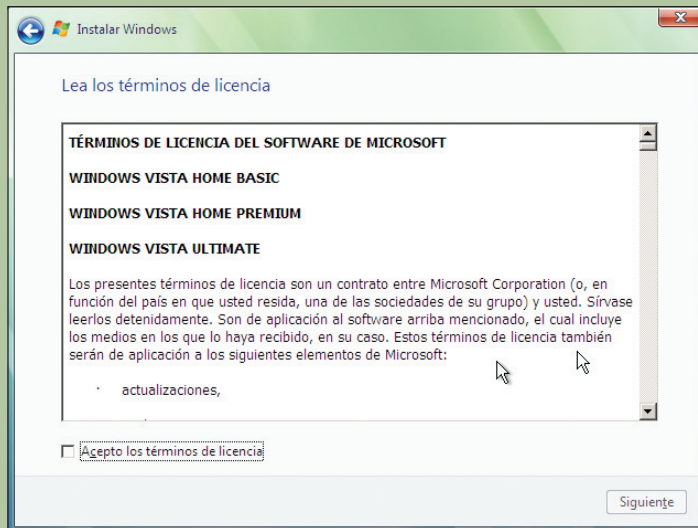 Instalar Windows
Lea los términos de licencia
TÉRMINOS DE LICENCIA DEL SOFTWARE DE MICROSOFT
WINDOWS VISTA HOME BASIC
WINDOWS VISTA HOME PREMIUM
WINDOWS VISTA ULTIMATE
Los presentes términos de licencia son un contrato entre Microsoft Corporation (o, en
función del país en que usted resida, una de las sociedades de su grupo) y usted. Sírvase
leerlos detenidamente. Son de aplicación al software arriba mencionado, el cual incluye
los medios en los que lo haya recibido, en su caso. Estos términos de licencia también
serán de aplicación a los siguientes elementos de Microsoft:
· actualizaciones,
Acepto los términos de licencia
Siguiente